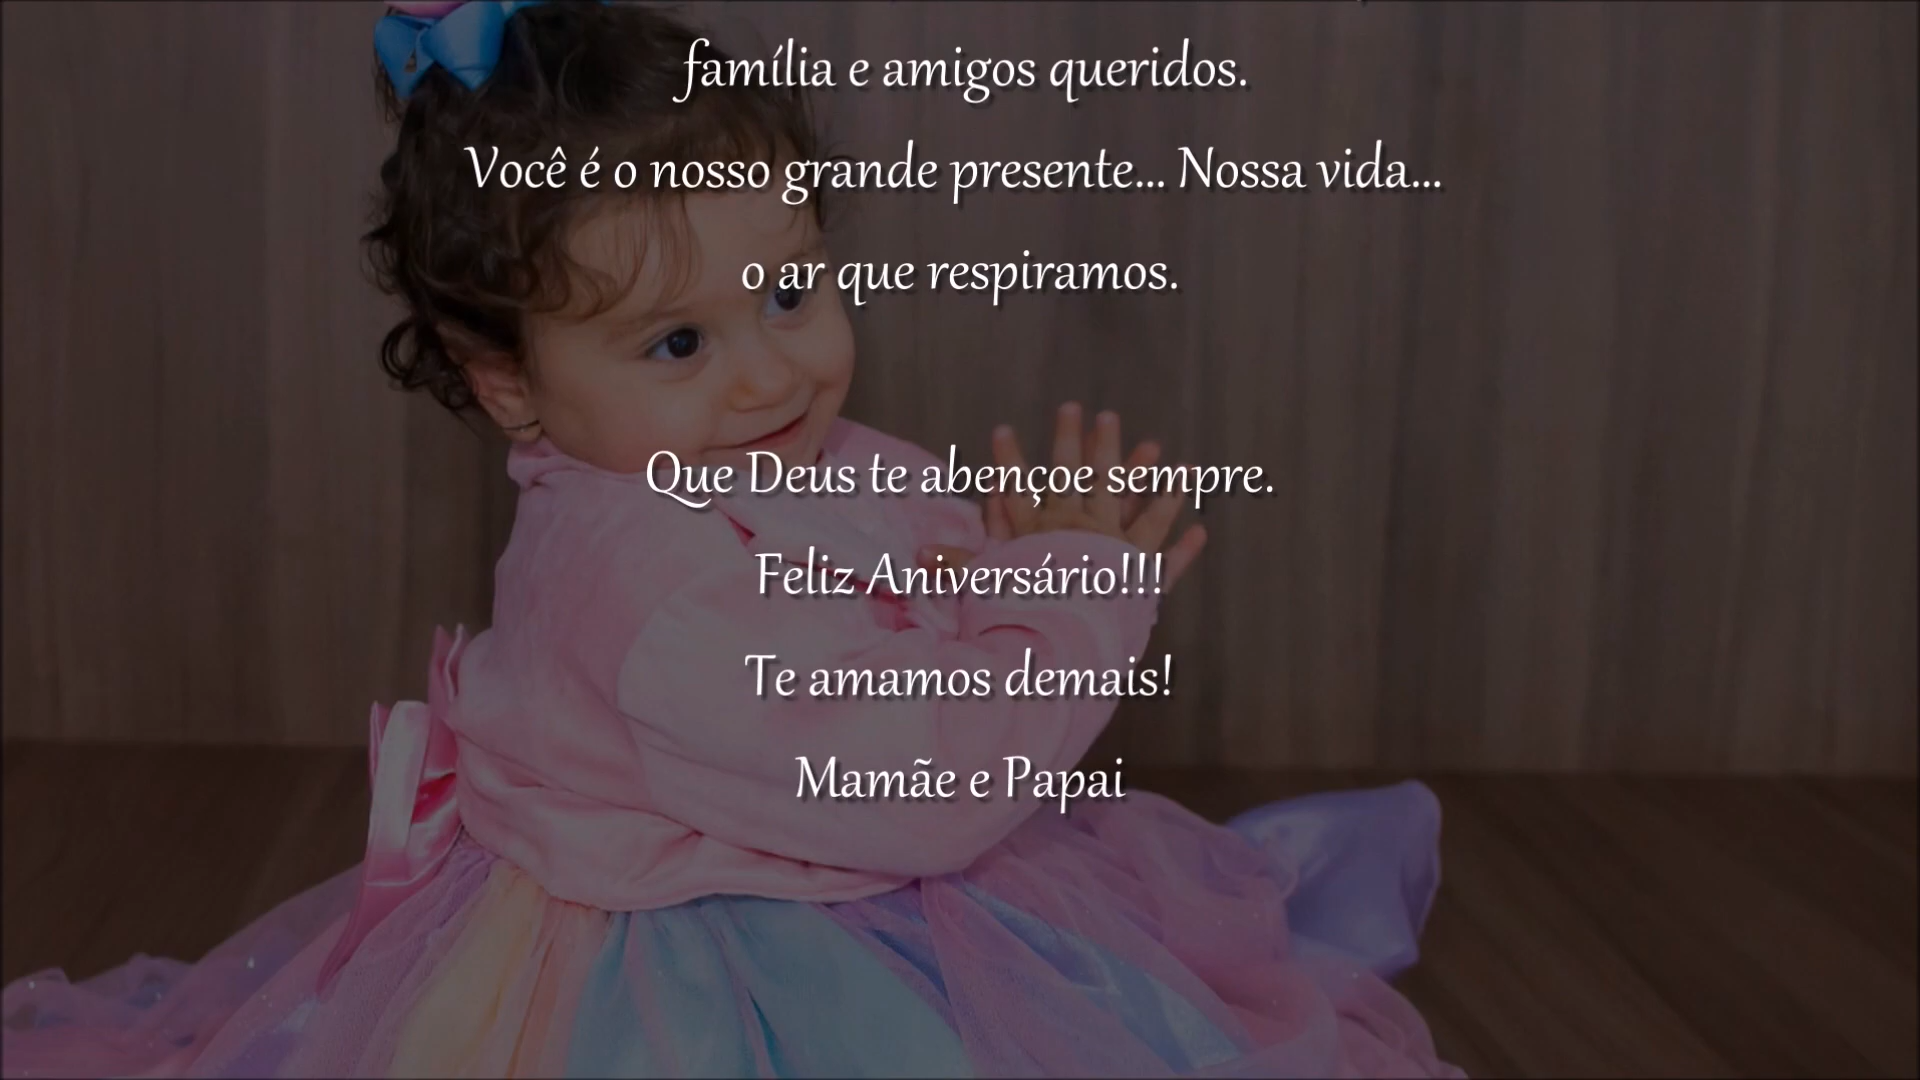 família e amigos queridos.
Você é o nosso grande presente... Nossa vida...
o ar que respiramos.
Que Deus te abençoe sempre.
Feliz Aniversário!!!
Te amamos demais!
Mamãe e Papai